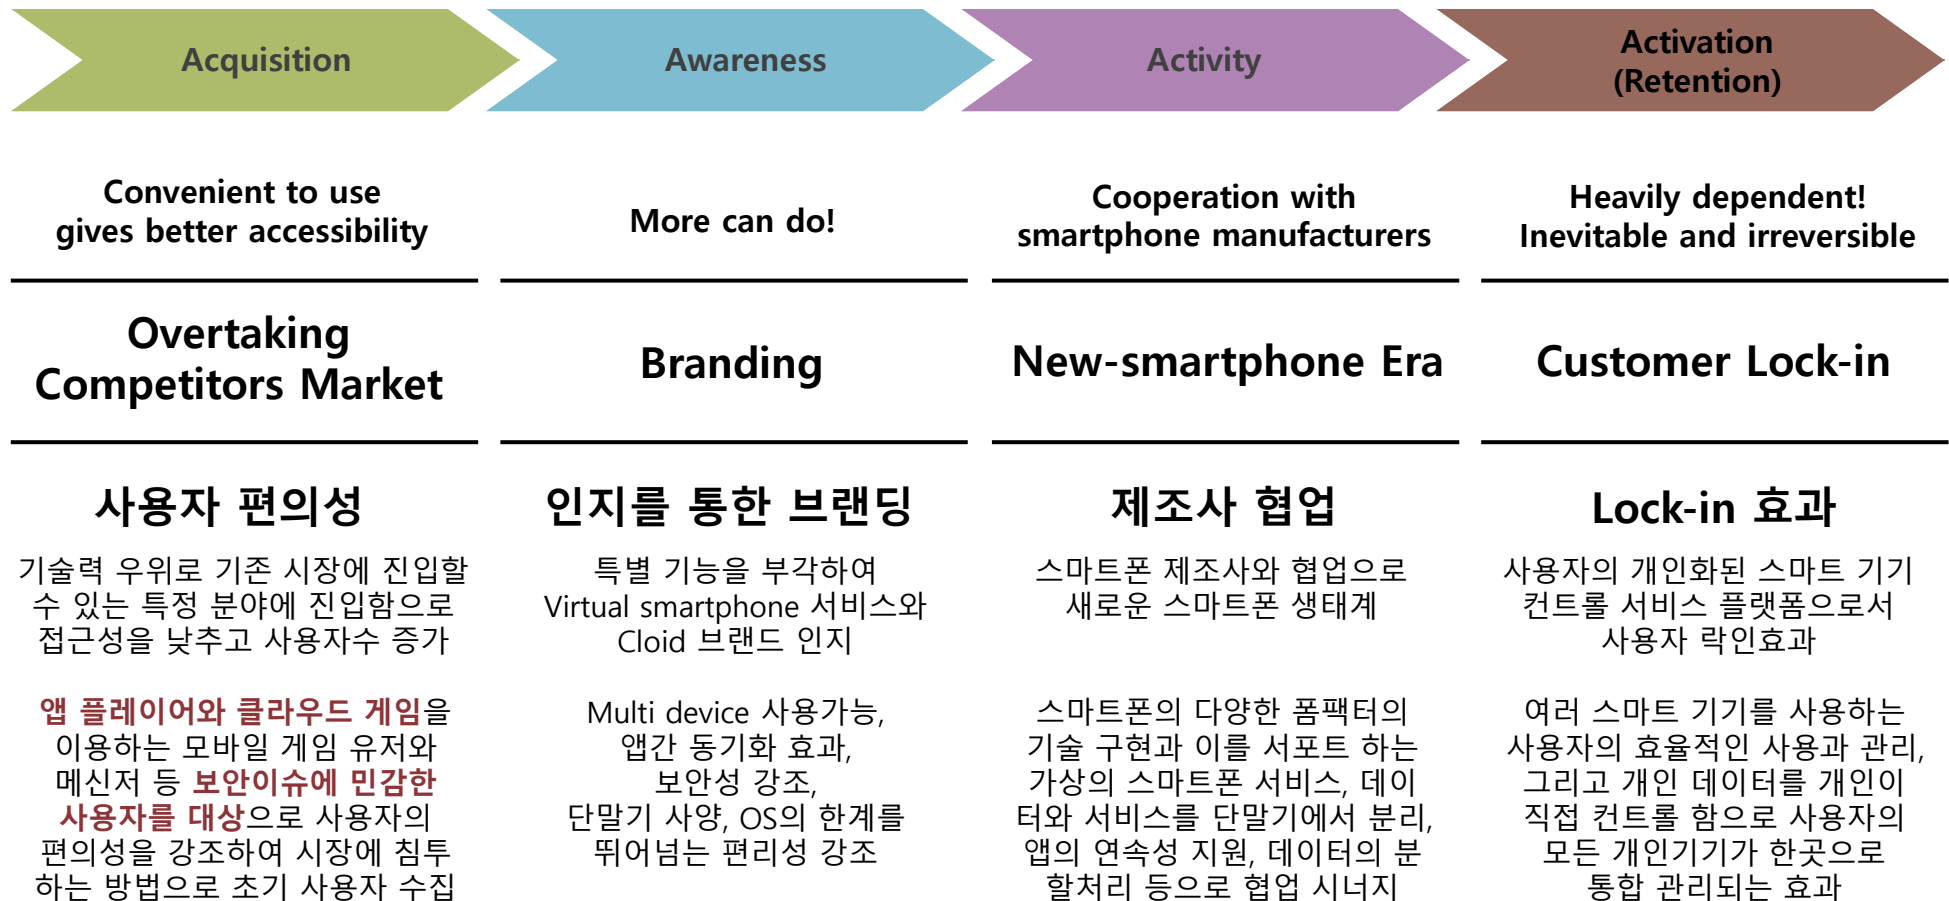 Acquisition
Awareness
Activity
Activation
(Retention)
Convenient to use
gives better accessibility
More can do!
Cooperation with
smartphone manufacturers
Heavily dependent!
Inevitable and irreversible
Overtaking
Competitors Market
Branding
New-smartphone Era
Customer Lock-in
사용자 편의성
기술력 우위로 기존 시장에 진입할
수 있는 특정 분야에 진입함으로
접근성을 낮추고 사용자수 증가
앱 플레이어와 클라우드 게임을
이용하는 모바일 게임 유저와
메신저 등 보안이슈에 민감한
사용자를 대상으로 사용자의
편의성을 강조하여 시장에 침투
하는 방법으로 초기 사용자 수집
인지를 통한 브랜딩
특별 기능을 부각하여
Virtual smartphone 서비스와
Cloid 브랜드 인지
Multi device 사용가능,
앱간 동기화 효과,
보안성 강조,
단말기 사양, OS의 한계를
뛰어넘는 편리성 강조
제조사 협업
스마트폰 제조사와 협업으로
새로운 스마트폰 생태계
스마트폰의 다양한 폼팩터의
기술 구현과 이를 서포트 하는
가상의 스마트폰 서비스, 데이
터와 서비스를 단말기에서 분리,
앱의 연속성 지원, 데이터의 분
할처리 등으로 협업 시너지
Lock-in 효과
사용자의 개인화된 스마트 기기
컨트롤 서비스 플랫폼으로서
사용자 락인효과
여러 스마트 기기를 사용하는
사용자의 효율적인 사용과 관리,
그리고 개인 데이터를 개인이
직접 컨트롤 함으로 사용자의
모든 개인기기가 한곳으로
통합 관리되는 효과